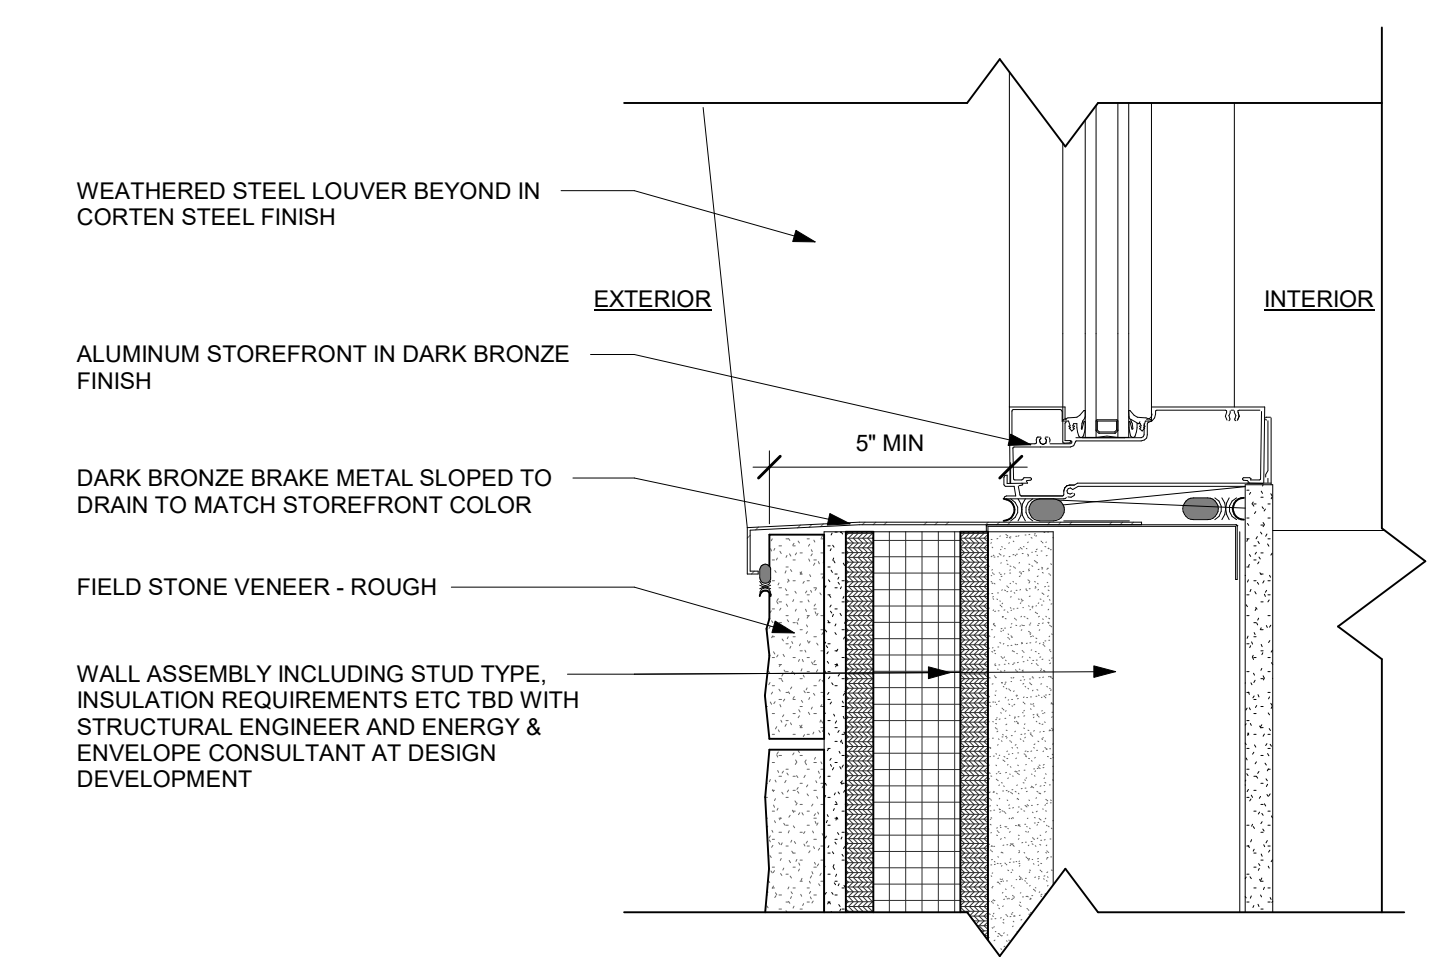 WEATHERED STEEL LOUVER BEYOND IN
CORTEN STEEL FINISH
EXTERIOR
INTERIOR
ALUMINUM STOREFRONT IN DARK BRONZE
FINISH
5" MIN
DARK BRONZE BRAKE METAL SLOPED TO
DRAIN TO MATCH STOREFRONT COLOR
FIELD STONE VENEER - ROUGH
WALL ASSEMBLY INCLUDING STUD TYPE,
INSULATION REQUIREMENTS ETC TBD WITH
STRUCTURAL ENGINEER AND ENERGY &
ENVELOPE CONSULTANT AT DESIGN
DEVELOPMENT